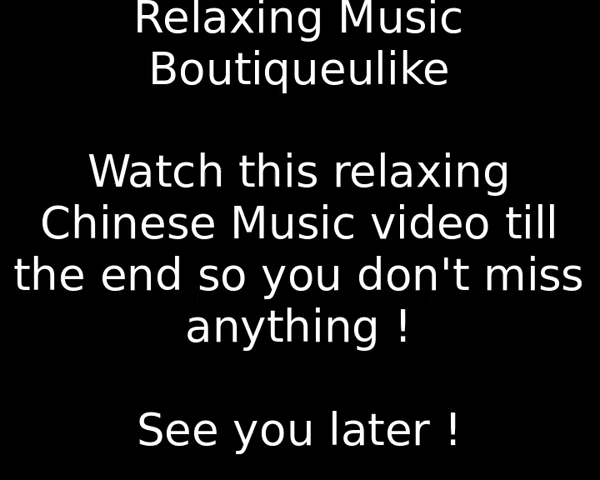 Relaxing Music
Boutiqueulike
Watch this relaxing
Chinese Music video till
the end so you don't miss
anything !
See you later !